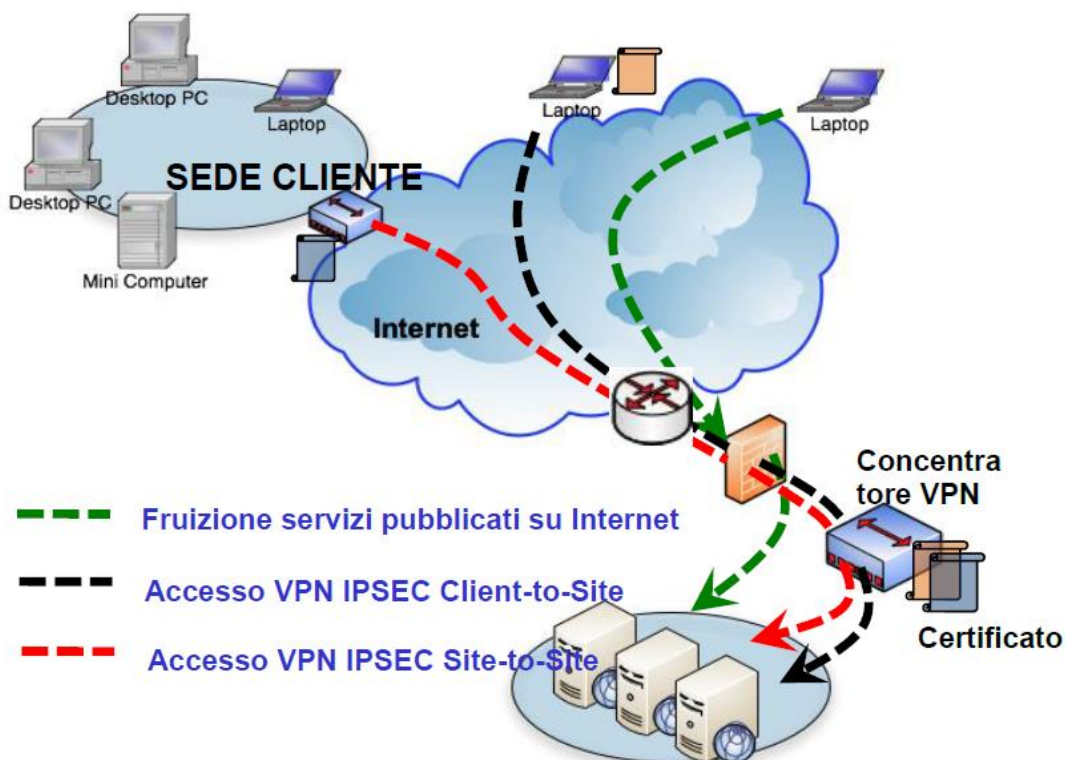 Desktop PC
Laptop
Laptop
Laptop
Desktop PC
SEDE CLIENTE
Mini Computer
Internet
Concentra
tore VPN
Fruizione servizi pubblicati su Internet
Accesso VPN IPSEC Client-to-Site
Certificato
Accesso VPN IPSEC Site-to-Site